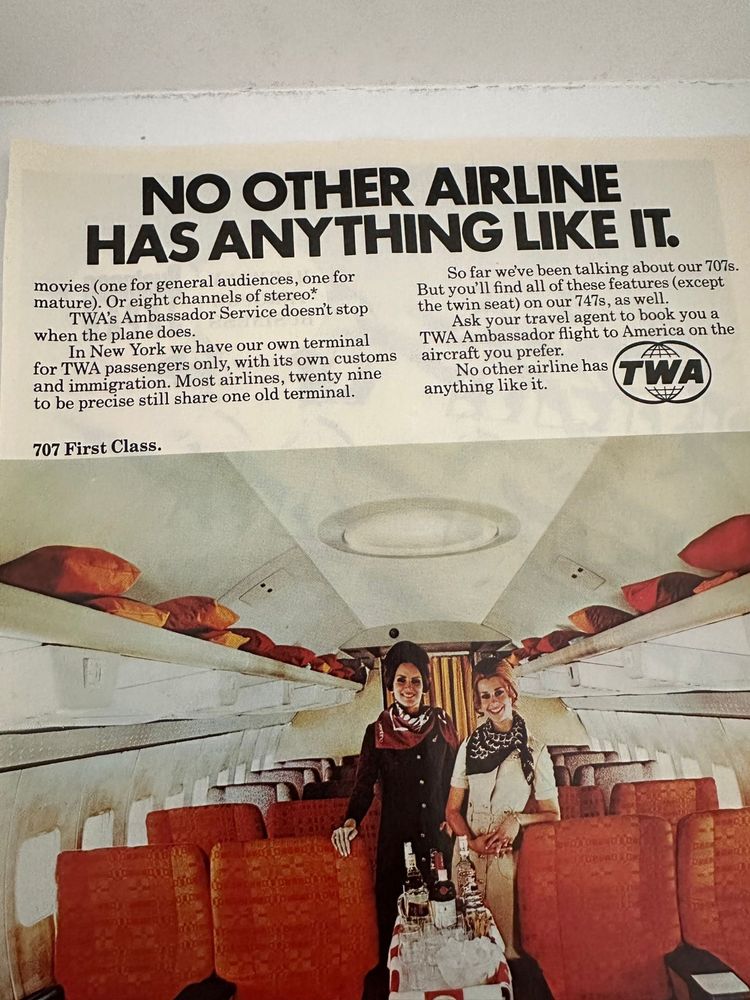 NO OTHER AIRLINE
HAS ANYTHING LIKE IT.
movies (one for general audiences, one for
mature). Or eight channels of stereo.*
TWA's Ambassador Service doesn't stop
when the plane does.
In New York we have our own terminal
for TWA passengers only, with its own customs
and immigration. Most airlines, twenty nine
to be precise still share one old terminal.
So far we've been talking about our 707s.
But you'll find all of these features (except
the twin seat) on our 747s, as well.
Ask your travel agent to book you a
TWA Ambassador flight to America on the
aircraft you prefer.
No other airline has
anything like it.
TWA
707 First Class.